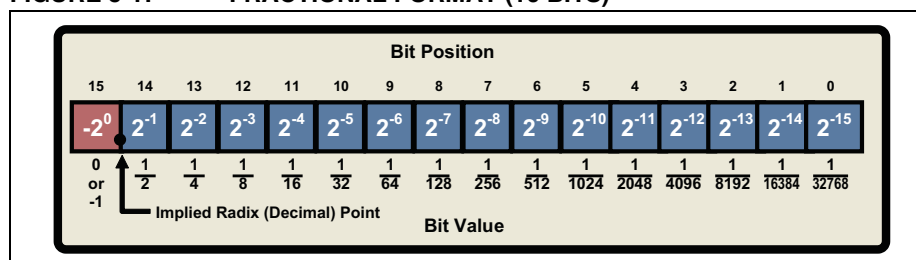 FIGURE 3-1: FRACTIONAL FORMAT (16 BITS)
Bit Position
15 14 13 12 11 10 9 8 7 6 5 4 3 2 1 0
-2^0 2^-1 2^-2 2^-3 2^-4 2^-5 2^-6 2^-7 2^-8 2^-9 2^-10 2^-11 2^-12 2^-13 2^-14 2^-15
0 or -1 1/2 1/4 1/8 1/16 1/32 1/64 1/128 1/256 1/512 1/1024 1/2048 1/4096 1/8192 1/16384 1/32768
Implied Radix (Decimal) Point
Bit Value